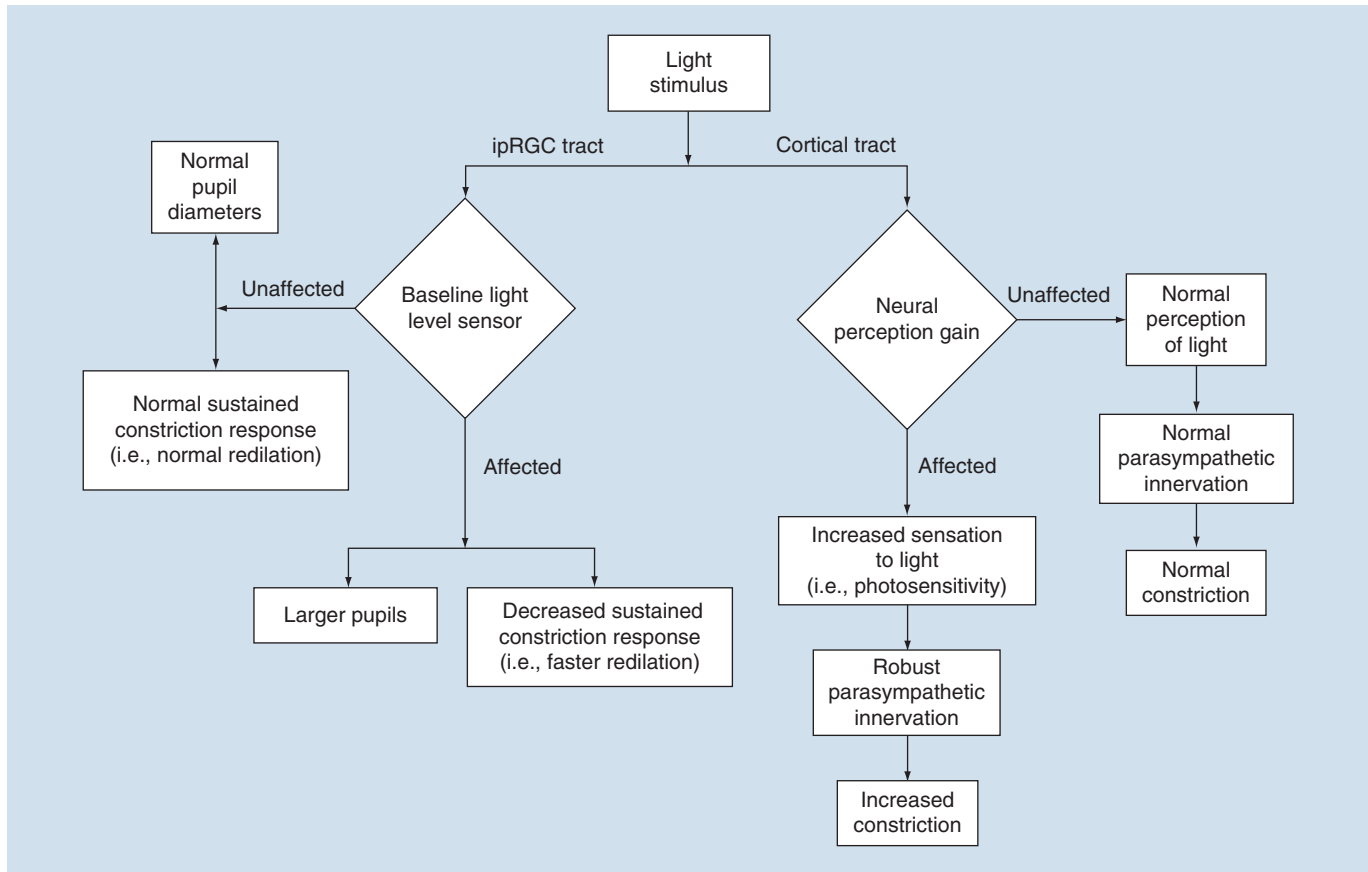 Light
stimulus
ipRGC tract
Cortical tract
Normal
pupil
diameters
Unaffected
Baseline light
level sensor
Normal sustained
constriction response
(i.e., normal redilation)
Affected
Larger pupils
Decreased sustained
constriction response
(i.e., faster redilation)
Neural
perception gain
Unaffected
Normal
perception
of light
Normal
parasympathetic
innervation
Normal
constriction
Affected
Increased sensation
to light
(i.e., photosensitivity)
Robust
parasympathetic
innervation
Increased
constriction